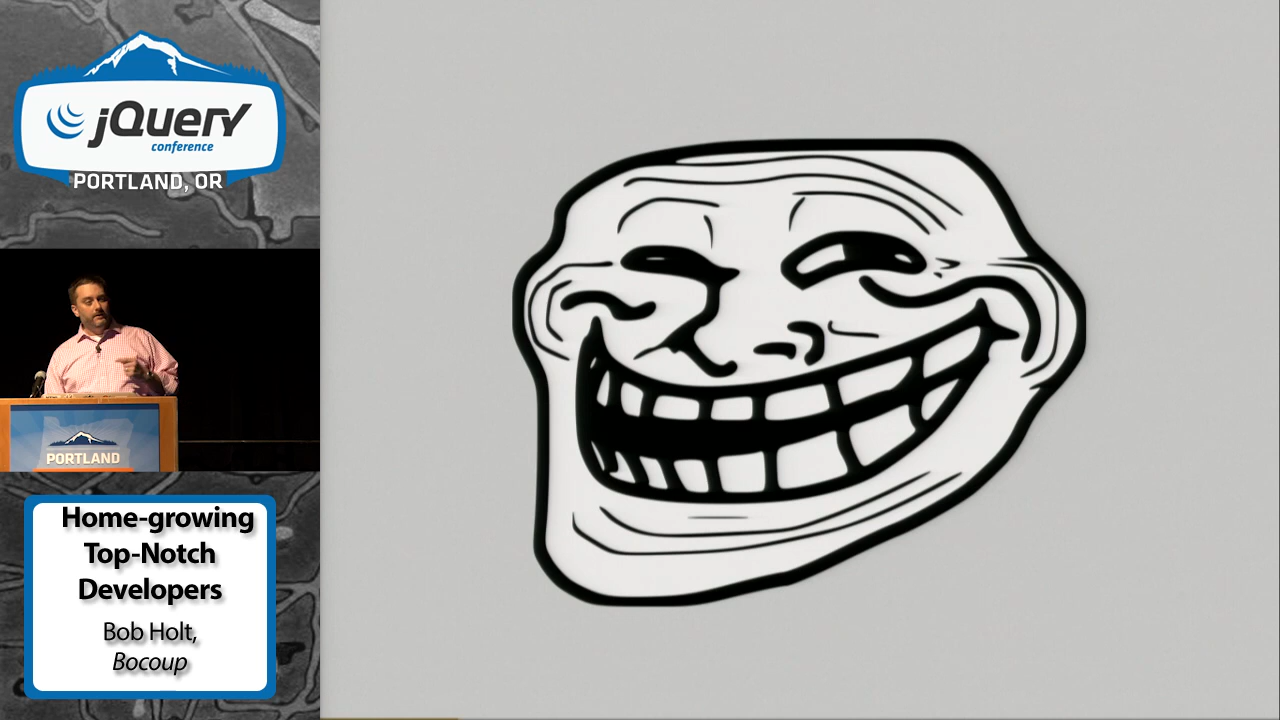 jQuery
conference
PORTLAND, OR
PORTLAND
Home-growing
Top-Notch
Developers
Bob Holt,
Bocoup